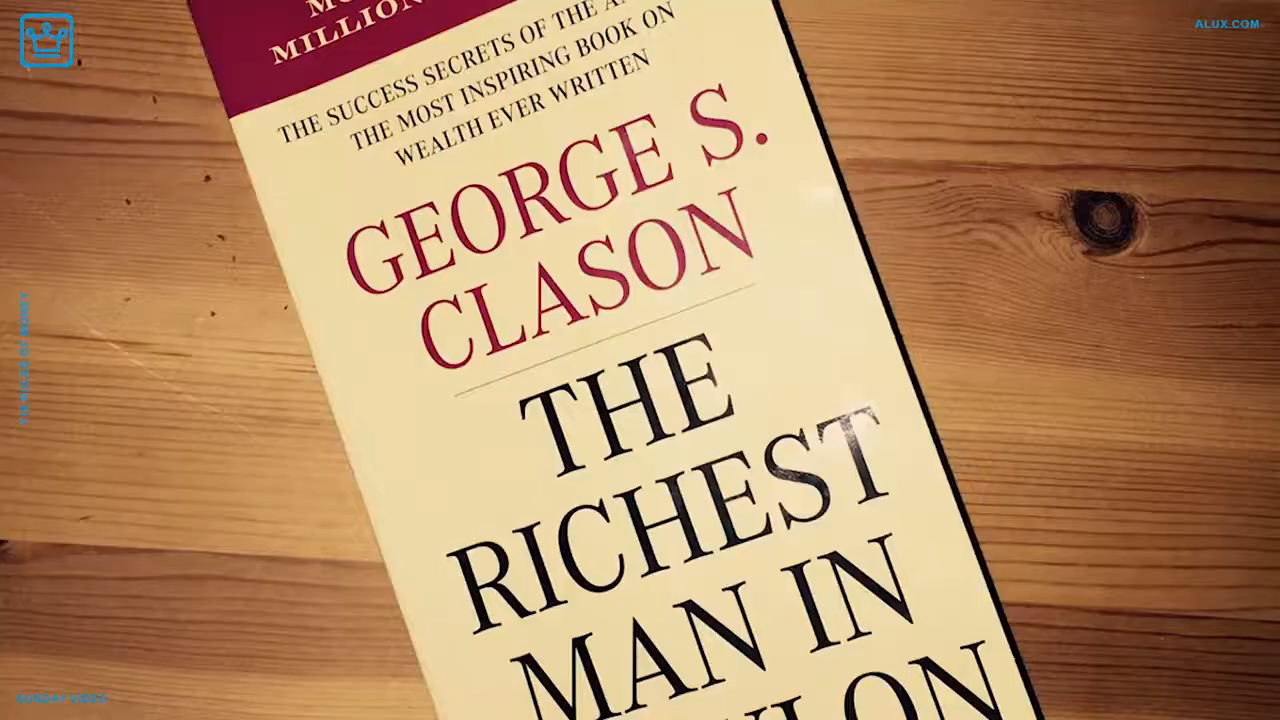 ALUX.COM
MILLION
THE SUCCESS SECRETS OF THE
THE MOST INSPIRING BOOK ON
WEALTH EVER WRITTEN
GEORGE S.
CLASON
THE
RICHEST
MAN IN
SUNDAY VIDEO